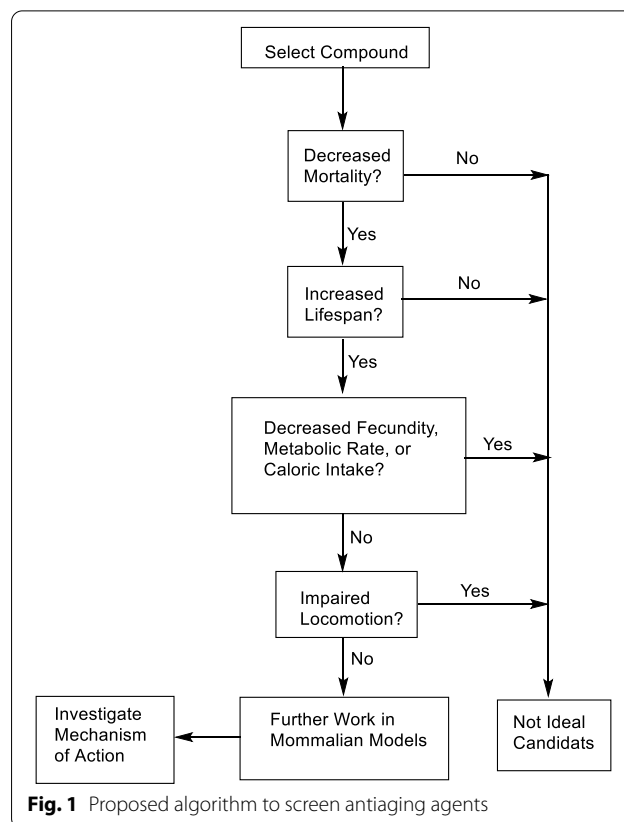 Select Compound
Decreased
Mortality?
No
Yes
Increased
Lifespan?
No
Yes
Decreased Fecundity,
Metabolic Rate, or
Caloric Intake?
Yes
No
Impaired
Locomotion?
Yes
No
Investigate
Mechanism
of Action
Further Work in
Mommalian Models
Not Ideal
Candidats
Fig. 1 Proposed algorithm to screen antiaging agents